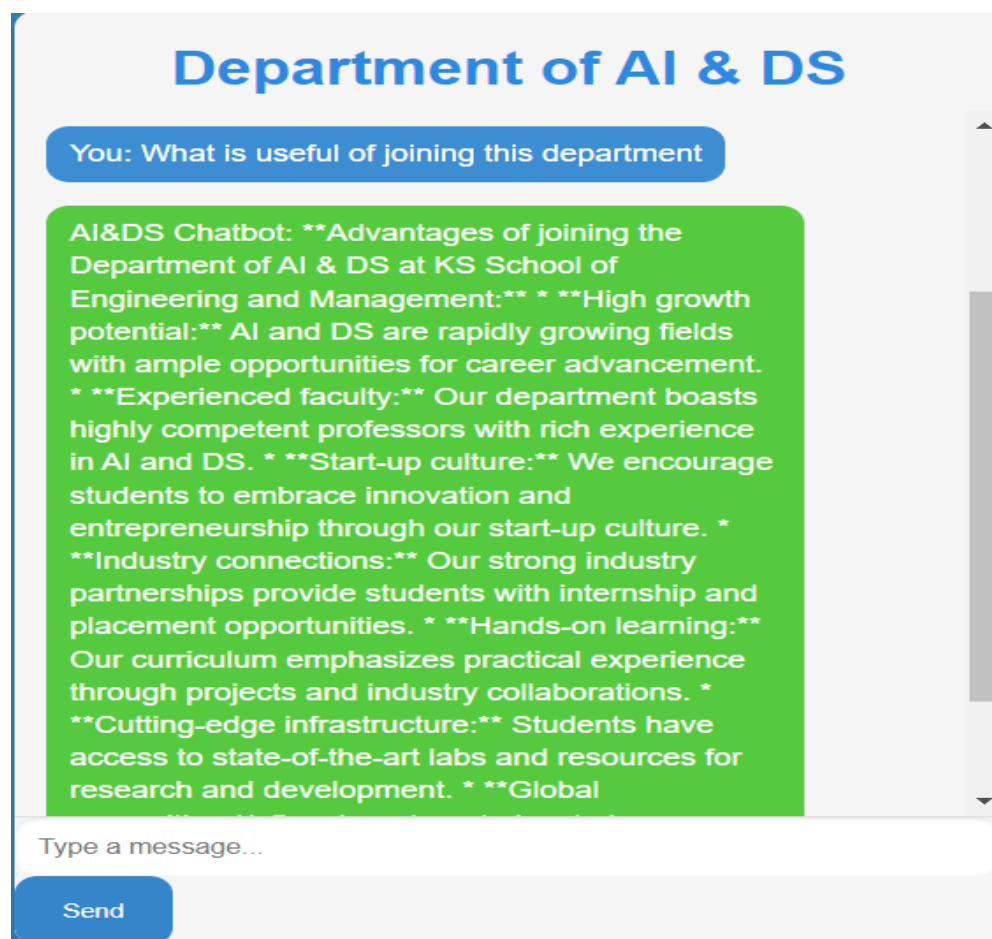 Department of AI & DS
You: What is useful of joining this department
AI&DS Chatbot: **Advantages of joining the
Department of AI & DS at KS School of
Engineering and Management:** * **High growth
potential:** AI and DS are rapidly growing fields
with ample opportunities for career advancement.
* **Experienced faculty:** Our department boasts
highly competent professors with rich experience
in AI and DS. * **Start-up culture:** We encourage
students to embrace innovation and
entrepreneurship through our start-up culture. *
**Industry connections:** Our strong industry
partnerships provide students with internship and
placement opportunities. * **Hands-on learning:**
Our curriculum emphasizes practical experience
through projects and industry collaborations. *
**Cutting-edge infrastructure:** Students have
access to state-of-the-art labs and resources for
research and development. * **Global
Type a message...
Send